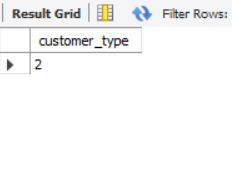 Result Grid Filter Rows:
customer_type
2